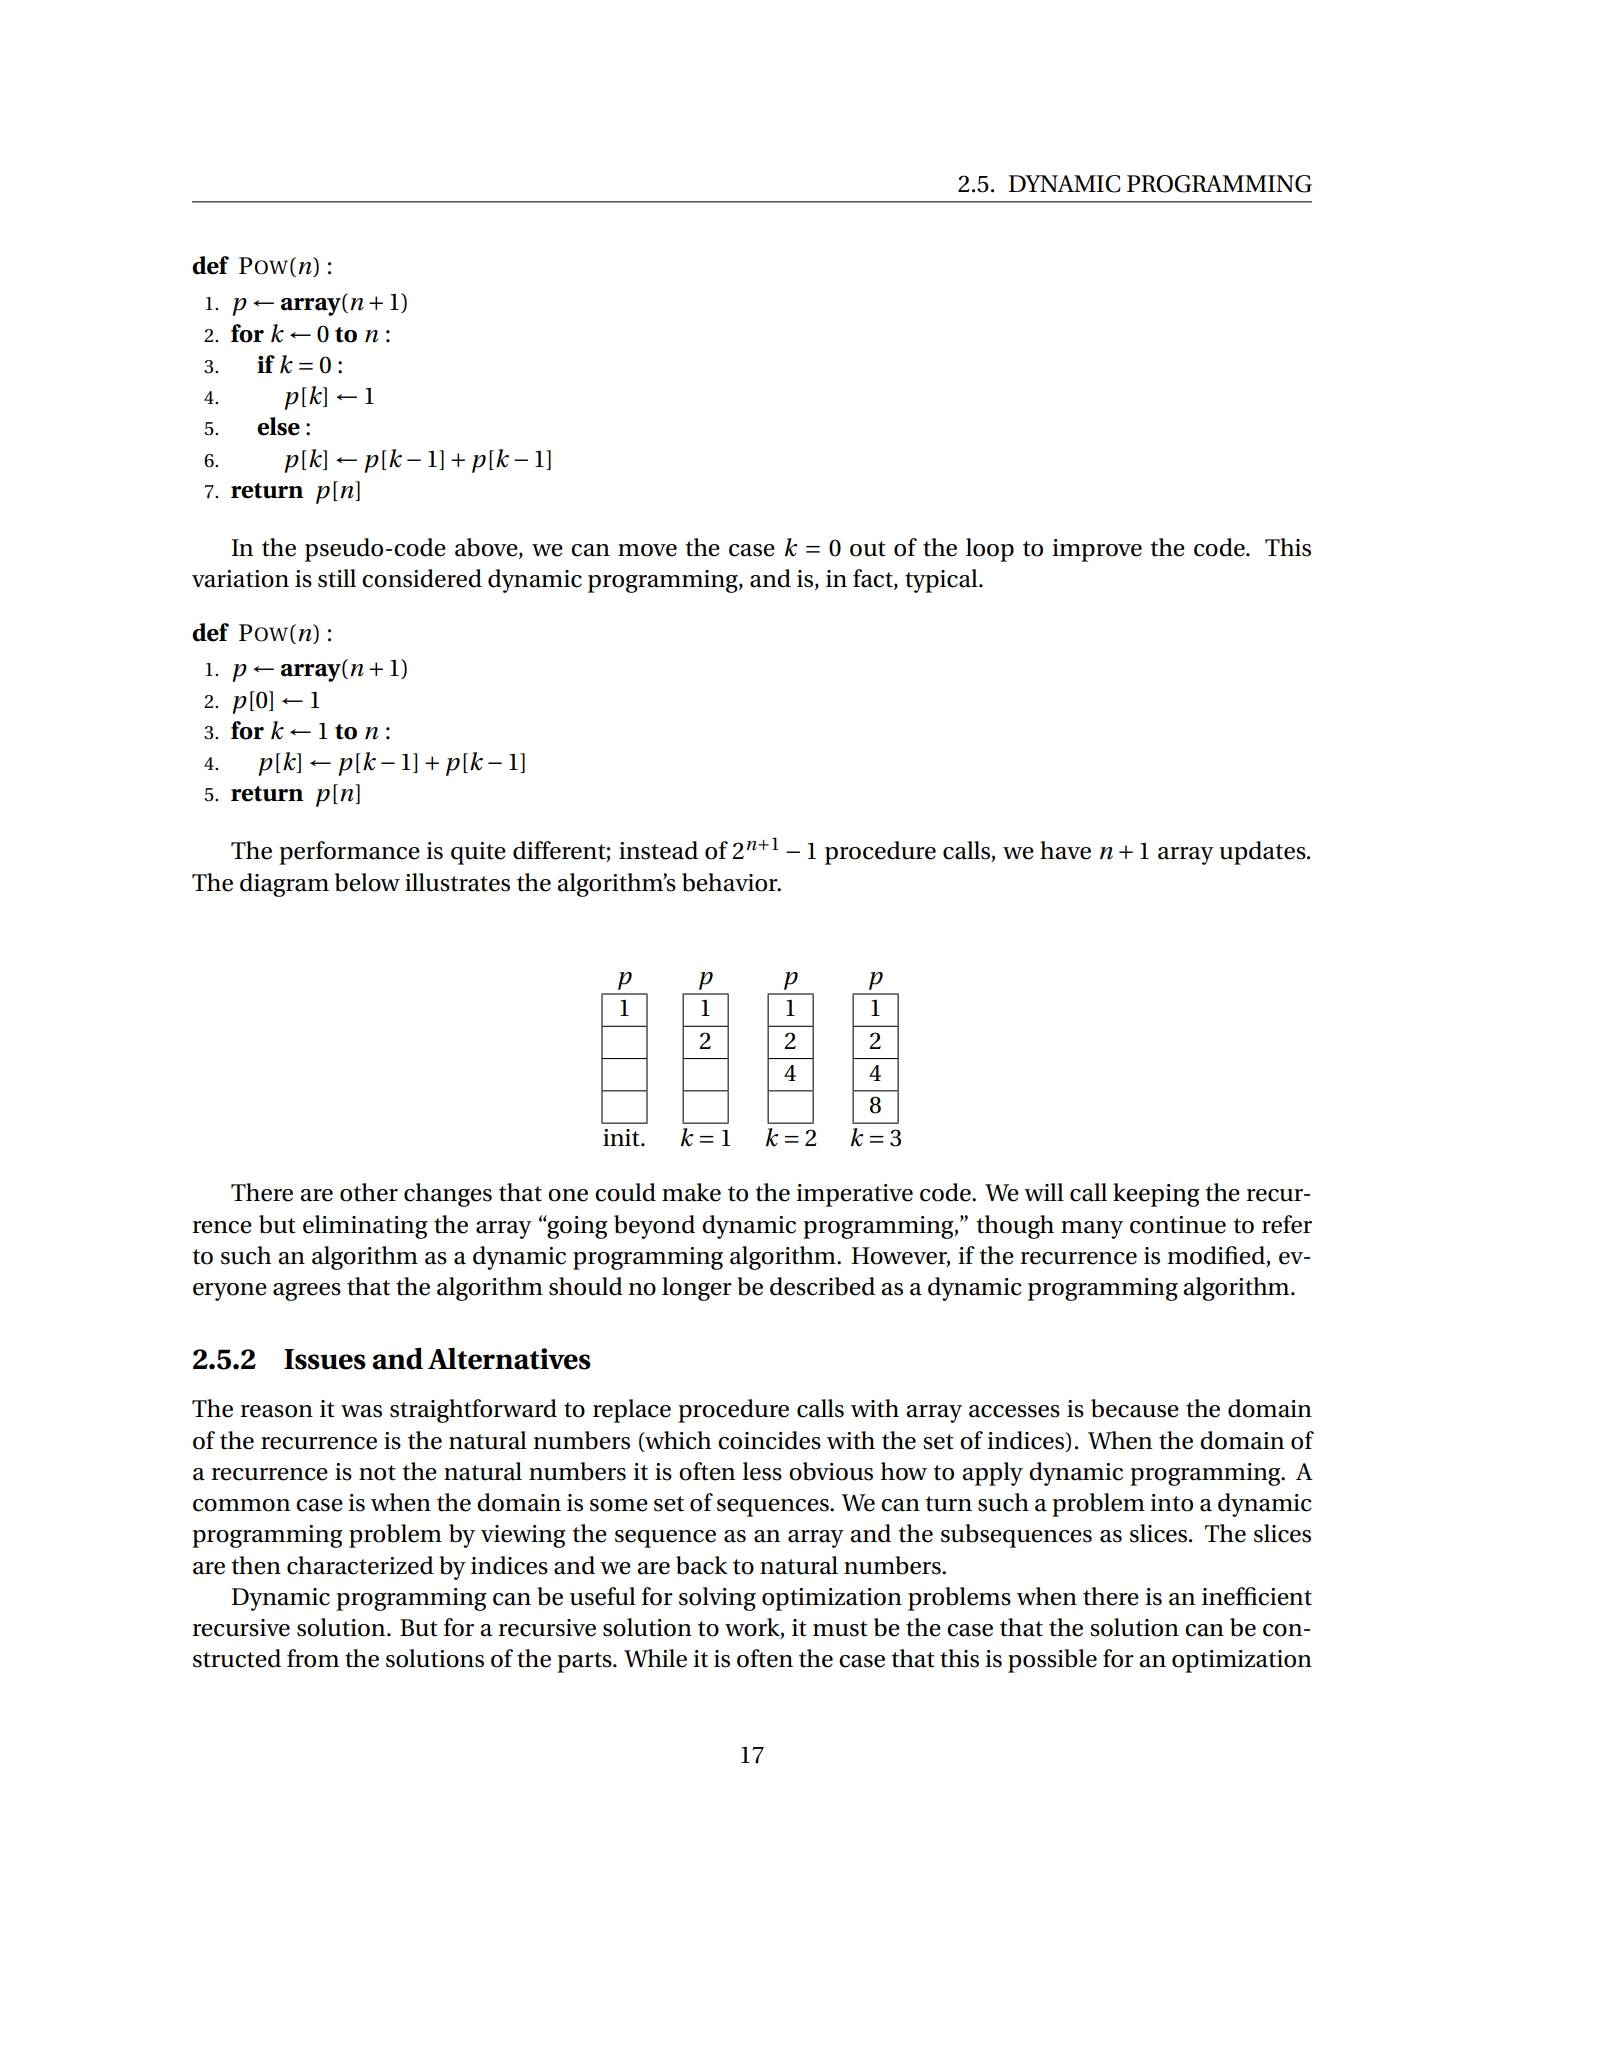 2.5. DYNAMIC PROGRAMMING
def POW(n) :
1. p ← array(n + 1)
2. for k ← 0 to n :
3. if k = 0 :
4. p[k] ← 1
5. else :
6. p[k] ← p[k − 1] + p[k − 1]
7. return p[n]
In the pseudo-code above, we can move the case k = 0 out of the loop to improve the code. This
variation is still considered dynamic programming, and is, in fact, typical.
def POW(n) :
1. p ← array(n + 1)
2. p[0] ← 1
3. for k ← 1 to n :
4. p[k] ← p[k − 1] + p[k − 1]
5. return p[n]
The performance is quite different; instead of 2^{n+1} − 1 procedure calls, we have n + 1 array updates.
The diagram below illustrates the algorithm’s behavior.
p p p p
1 1 1 1
2 2 2
4 4
8
init. k = 1 k = 2 k = 3
There are other changes that one could make to the imperative code. We will call keeping the recur-
rence but eliminating the array “going beyond dynamic programming,” though many continue to refer
to such an algorithm as a dynamic programming algorithm. However, if the recurrence is modified, ev-
eryone agrees that the algorithm should no longer be described as a dynamic programming algorithm.
2.5.2 Issues and Alternatives
The reason it was straightforward to replace procedure calls with array accesses is because the domain
of the recurrence is the natural numbers (which coincides with the set of indices). When the domain of
a recurrence is not the natural numbers it is often less obvious how to apply dynamic programming. A
common case is when the domain is some set of sequences. We can turn such a problem into a dynamic
programming problem by viewing the sequence as an array and the subsequences as slices. The slices
are then characterized by indices and we are back to natural numbers.
Dynamic programming can be useful for solving optimization problems when there is an inefficient
recursive solution. But for a recursive solution to work, it must be the case that the solution can be con-
structed from the solutions of the parts. While it is often the case that this is possible for an optimization
17